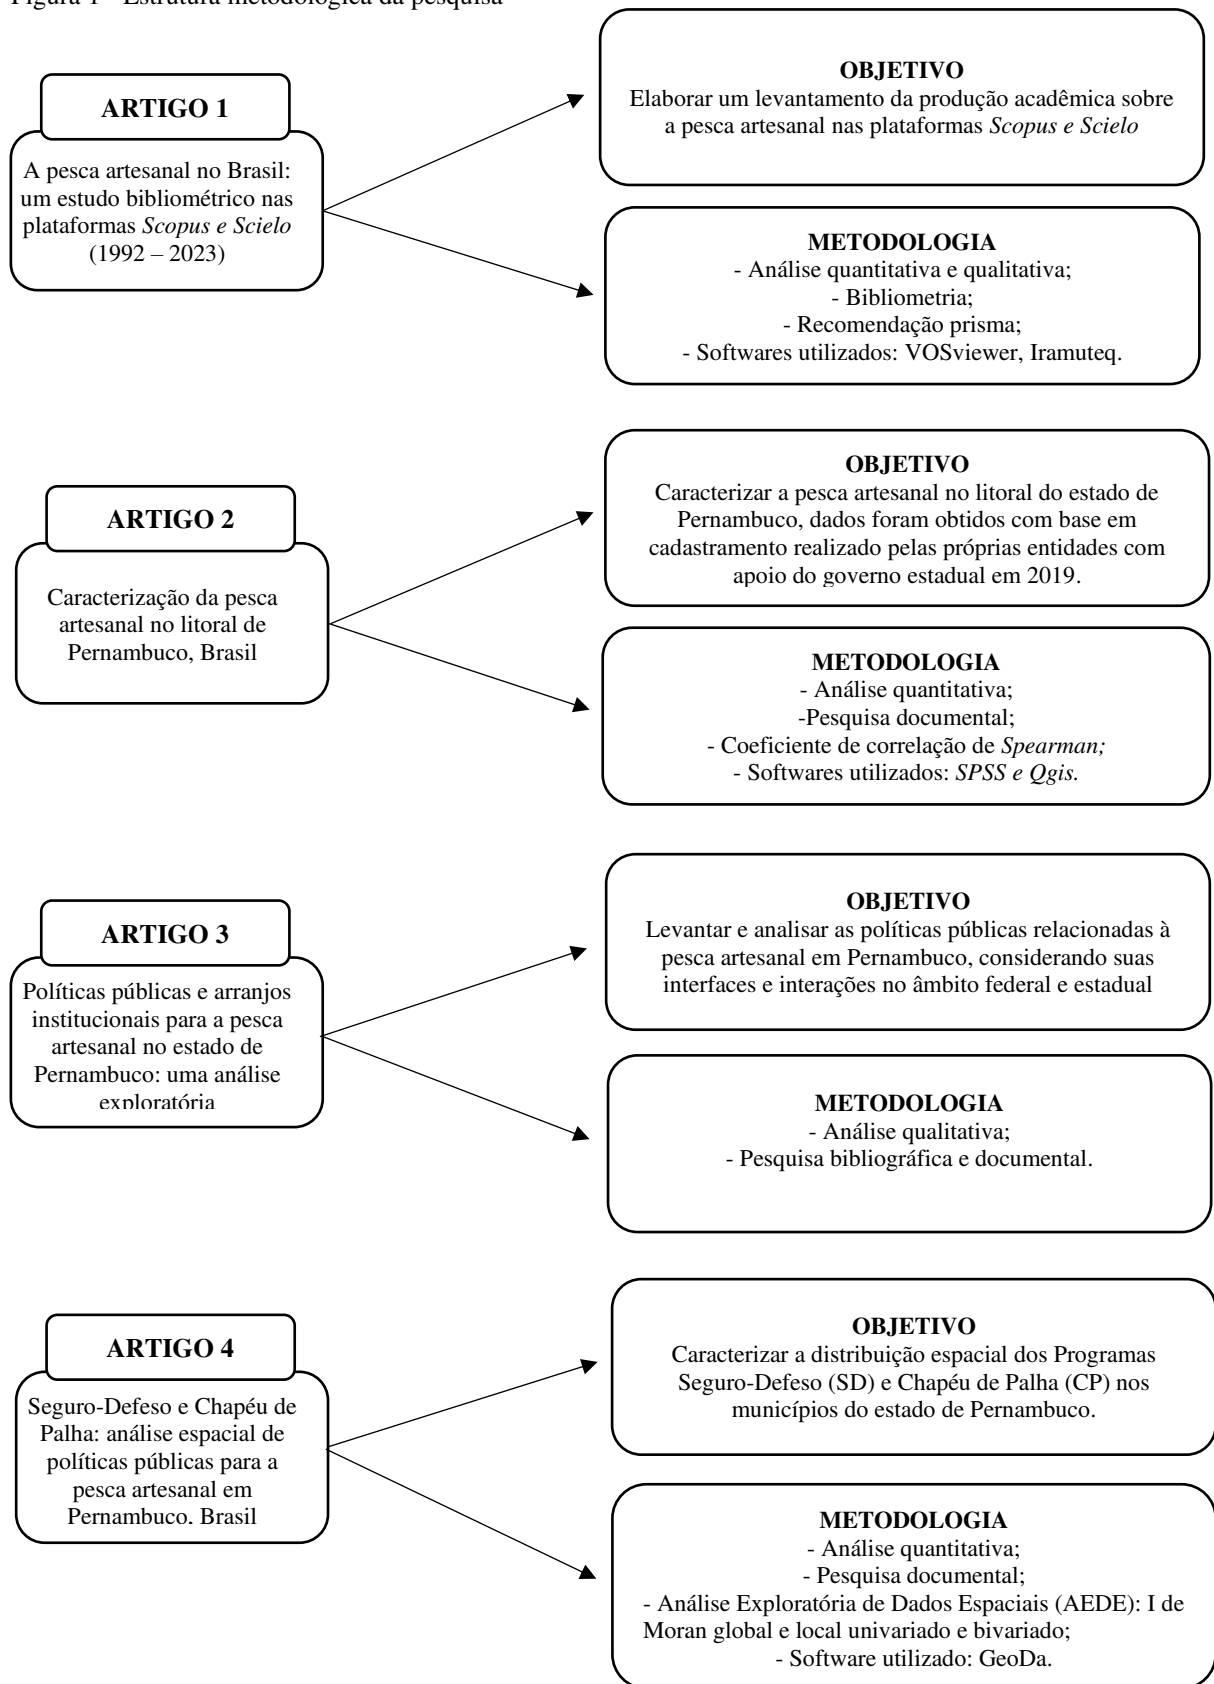 Figura 1 - Estrutura metodológica da pesquisa
ARTIGO 1
A pesca artesanal no Brasil:
um estudo bibliométrico nas
plataformas Scopus e Scielo
(1992 – 2023)
OBJETIVO
Elaborar um levantamento da produção acadêmica sobre
a pesca artesanal nas plataformas Scopus e Scielo
METODOLOGIA
- Análise quantitativa e qualitativa;
- Bibliometria;
- Recomendação prisma;
- Softwares utilizados: VOSviewer, Iramuteq.
ARTIGO 2
Caracterização da pesca
artesanal no litoral de
Pernambuco, Brasil
OBJETIVO
Caracterizar a pesca artesanal no litoral do estado de
Pernambuco, dados foram obtidos com base em
cadastramento realizado pelas próprias entidades com
apoio do governo estadual em 2019.
METODOLOGIA
- Análise quantitativa;
-Pesquisa documental;
- Coeficiente de correlação de Spearman;
- Softwares utilizados: SPSS e Qgis.
ARTIGO 3
Políticas públicas e arranjos
institucionais para a pesca
artesanal no estado de
Pernambuco: uma análise
exploratória
OBJETIVO
Levantar e analisar as políticas públicas relacionadas à
pesca artesanal em Pernambuco, considerando suas
interfaces e interações no âmbito federal e estadual
METODOLOGIA
- Análise qualitativa;
- Pesquisa bibliográfica e documental.
ARTIGO 4
Seguro-Defeso e Chapéu de
Palha: análise espacial de
políticas públicas para a
pesca artesanal em
Pernambuco, Brasil
OBJETIVO
Caracterizar a distribuição espacial dos Programas
Seguro-Defeso (SD) e Chapéu de Palha (CP) nos
municípios do estado de Pernambuco.
METODOLOGIA
- Análise quantitativa;
- Pesquisa documental;
- Análise Exploratória de Dados Espaciais (AEDE): I de
Moran global e local univariado e bivariado;
- Software utilizado: GeoDa.